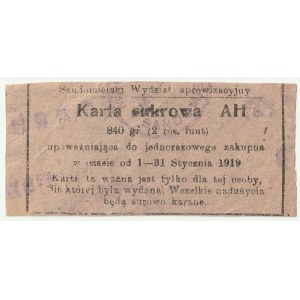 Sandomierski Wydział aprowizacyjny
Karta cukrowa AH
840 gr (2 ros. funt)
upoważniająca do jednorazowego zakupna
w czasie od 1—31 Stycznia 1919
Karta ta ważna jest tylko dla tej osoby,
dla której była wydana. Wszelkie nadużycia
będą surowo karane.